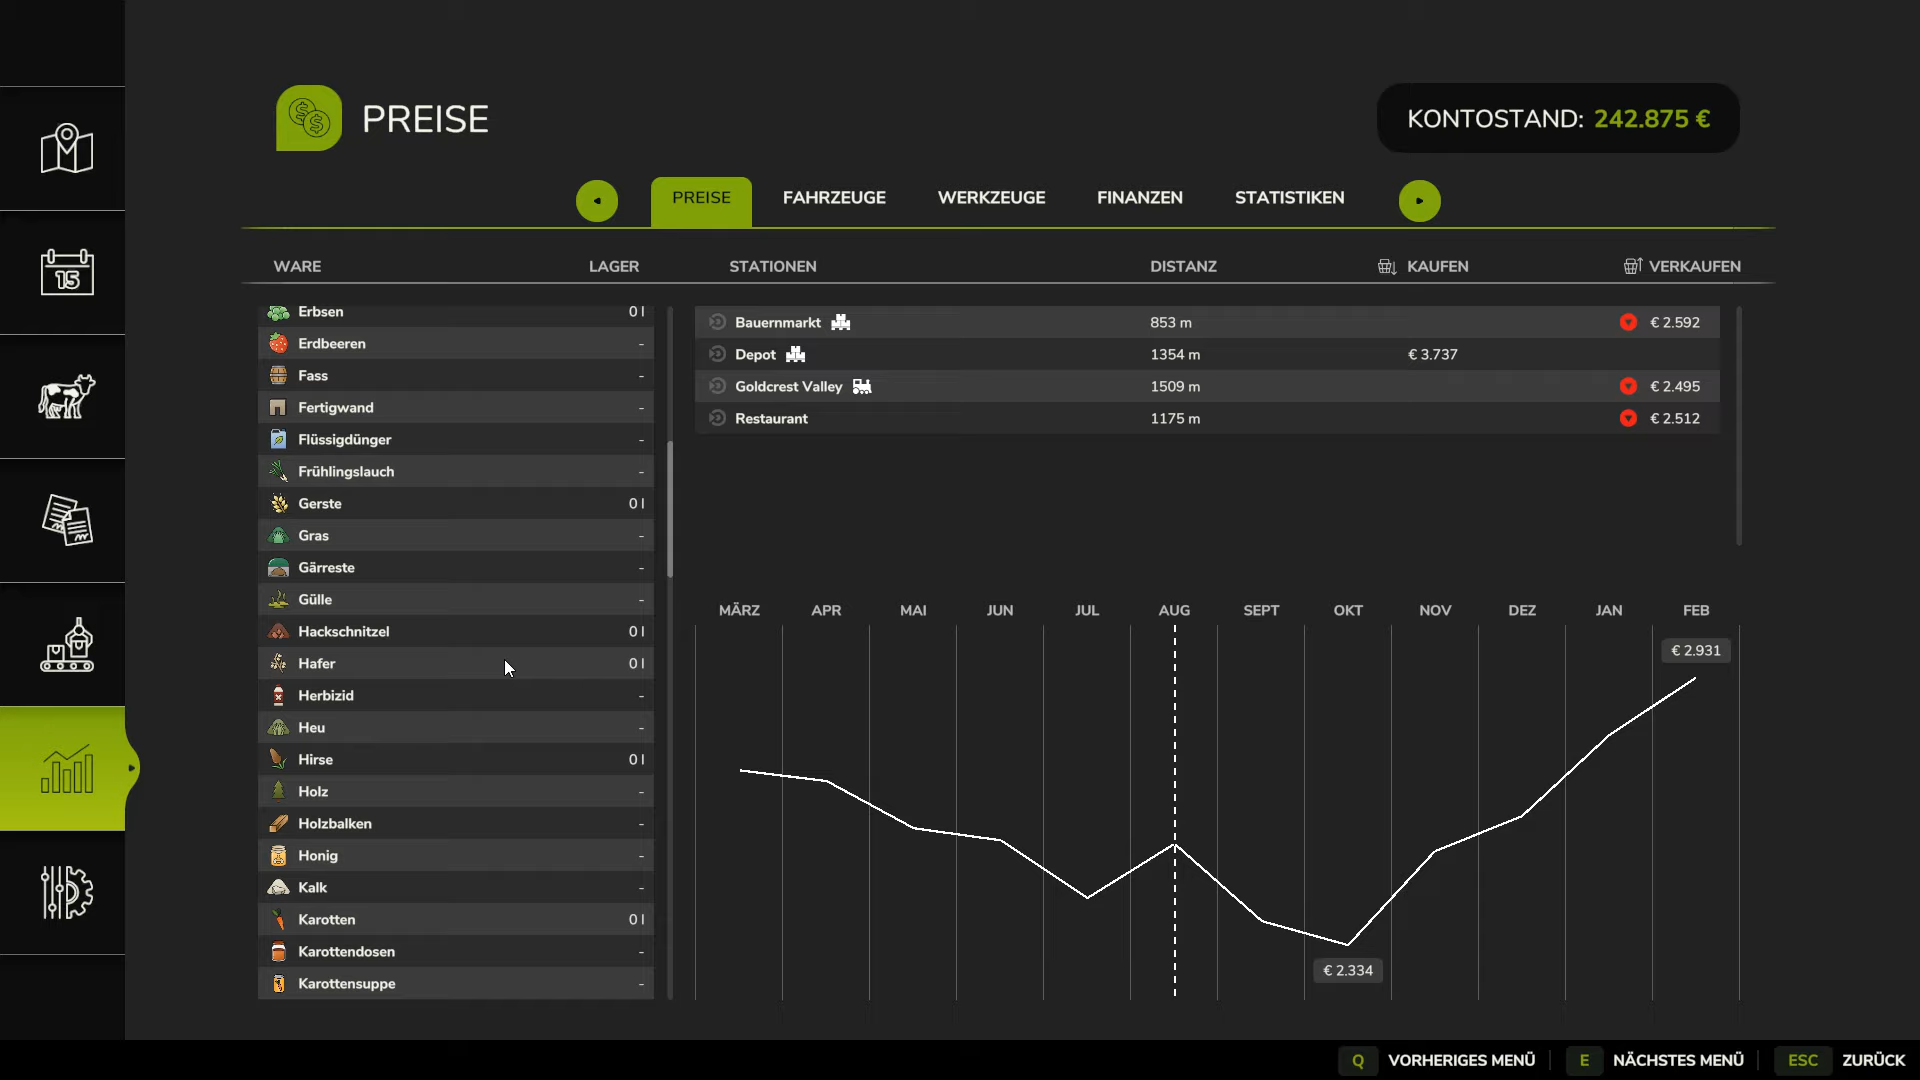 PREISE
KONTOSTAND: 242.875 €
PREISE FAHRZEUGE WERKZEUGE FINANZEN STATISTIKEN
WARE LAGER STATIONEN DISTANZ KAUFEN VERKAUFEN
Erbsen 0 l
Erdbeeren -
Fass -
Fertigwand -
Flüssigdünger -
Frühlingslauch -
Gerste 0 l
Gras -
Gärreste -
Gülle -
Hackschnitzel 0 l
Hafer 0 l
Herbizid -
Heu -
Hirse 0 l
Holz -
Holzbalken -
Honig -
Kalk -
Karotten 0 l
Karottendosen -
Karottensuppe -
Bauernmarkt 853 m € 2.592
Depot 1354 m € 3.737
Goldcrest Valley 1509 m € 2.495
Restaurant 1175 m € 2.512
MÄRZ APR MAI JUN JUL AUG SEPT OKT NOV DEZ JAN FEB
€ 2.931
€ 2.334
15
Q VORHERIGES MENÜ E NÄCHSTES MENÜ ESC ZURÜCK